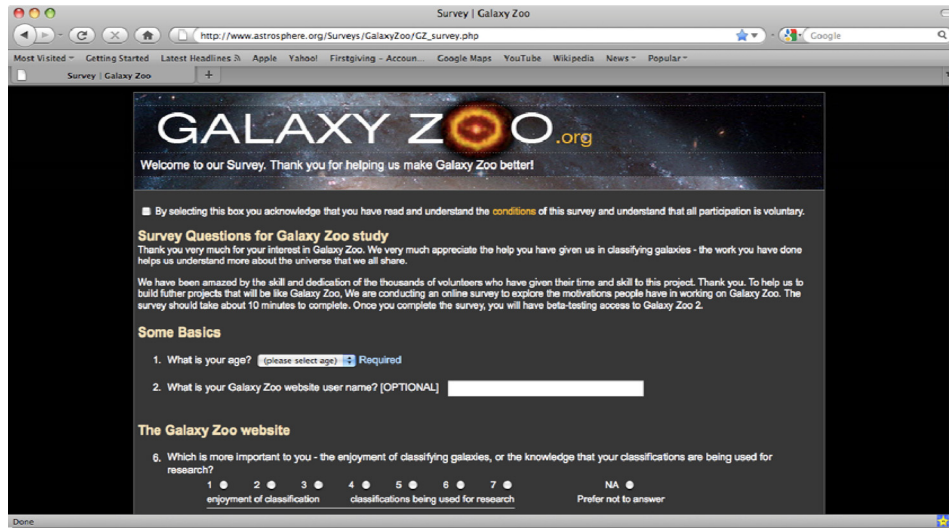 Survey | Galaxy Zoo
http://www.astrosphere.org/Surveys/GalaxyZoo/GZ_survey.php
Google
Most Visited Getting Started Latest Headlines Apple Yahoo! Firstgiving - Accoun... Google Maps YouTube Wikipedia News Popular
Survey | Galaxy Zoo +
GALAXY ZOO.org
Welcome to our Survey. Thank you for helping us make Galaxy Zoo better!
By selecting this box you acknowledge that you have read and understand the conditions of this survey and understand that all participation is voluntary.
Survey Questions for Galaxy Zoo study
Thank you very much for your interest in Galaxy Zoo. We very much appreciate the help you have given us in classifying galaxies - the work you have done
helps us understand more about the universe that we all share.
We have been amazed by the skill and dedication of the thousands of volunteers who have given their time and skill to this project. Thank you. To help us to
build futher projects that will be like Galaxy Zoo, We are conducting an online survey to explore the motivations people have in working on Galaxy Zoo. The
survey should take about 10 minutes to complete. Once you complete the survey, you will have beta-testing access to Galaxy Zoo 2.
Some Basics
1. What is your age? (please select age) Required
2. What is your Galaxy Zoo website user name? [OPTIONAL]
The Galaxy Zoo website
6. Which is more important to you - the enjoyment of classifying galaxies, or the knowledge that your classifications are being used for
research?
1 2 3 4 5 6 7 NA
enjoyment of classification classifications being used for research Prefer not to answer
Done